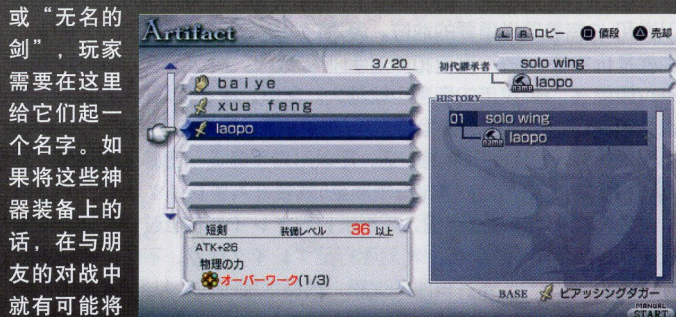 或“无名的
剑”，玩家
需要在这里
给它们起一
个名字。如
果将这些神
器装备上的
话，在与朋
友的对战中
就有可能将
Artifact
L R ロビー □ 値段 △ 売却
3/20
baiye
xue feng
laopo
初代継承者 solo wing
name laopo
HISTORY
01 solo wing
name laopo
短剣 装備レベル 36 以上
ATK+26
物理の力
オーバーワーク(1/3)
BASE ピアッシングダガー
MANUAL
START